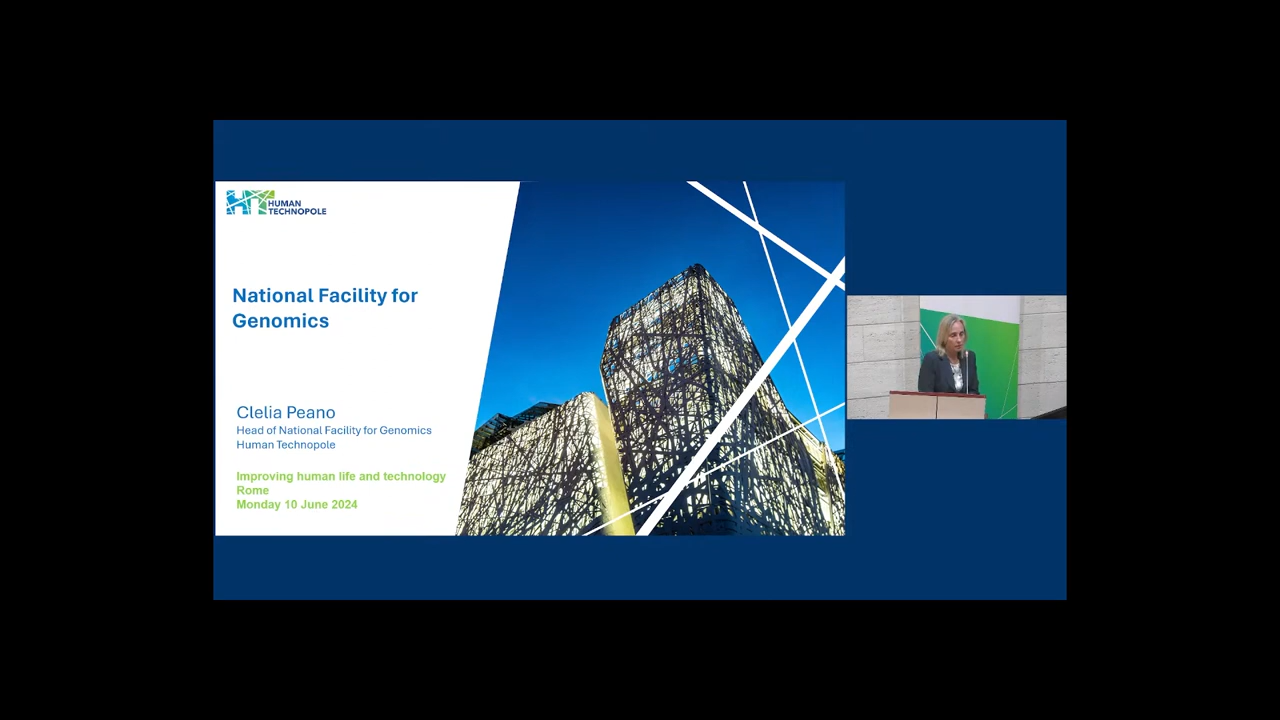 HUMAN
TECHNOPOLE
National Facility for
Genomics
Clelia Peano
Head of National Facility for Genomics
Human Technopole
Improving human life and technology
Rome
Monday 10 June 2024